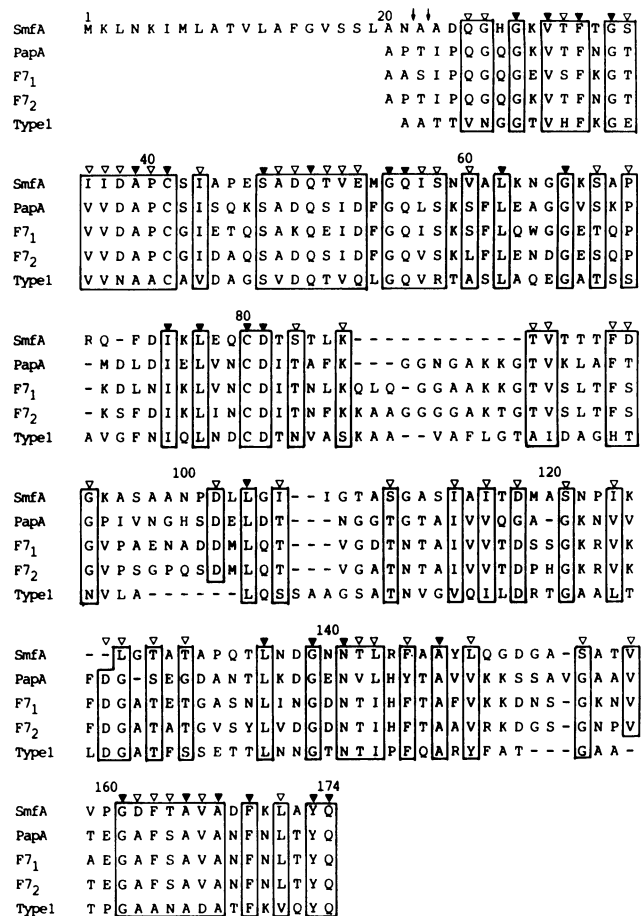 1 20
SmfA M K L N K I M L A T V L A F G V S S L A N A A D Q G H G K V T F T G S
PapA A P T I P Q G Q G K V T F N G T
F7₁ A A S I P Q G Q G E V S F K G T
F7₂ A P T I P Q G Q G K V T F N G T
Type1 A A T T V N G G T V H F K G E
40 60
SmfA I I D A P C S I A P E S A D Q T V E M G Q I S N V A L K N G G K S A P
PapA V V D A P C S I S Q K S A D Q S I D F G Q L S K S F L E A G G V S K P
F7₁ V V D A P C G I E T Q S A K Q E I D F G Q I S K S F L Q W G G E T Q P
F7₂ V V D A P C G I D A Q S A D Q S I D F G Q V S K L F L E N D G E S Q P
Type1 V V N A A C A V D A G S V D Q T V Q L G Q V R T A S L A Q E G A T S S
80
SmfA R Q - F D I K L E Q C D T S T L K - - - - - - - - - - T V T T T F D
PapA - M D L D I E L V N C D I T A F K - - - G G N G A K K G T V K L A F T
F7₁ - K D L N I K L V N C D I T N L K Q L Q - G G A A K K G T V S L T F S
F7₂ - K S F D I K L I N C D I T N F K K A A G G G G A K T G T V S L T F S
Type1 A V G F N I Q L N D C D T N V A S K A A - - V A F L G T A I D A G H T
100 120
SmfA G K A S A A N P D L L G I - - I G T A S G A S I A I T D M A S N P I K
PapA G P I V N G H S D E L D T - - - N G G T G T A I V V Q G A - G K N V V
F7₁ G V P A E N A D D M L Q T - - - V G D T N T A I V V T D S S G K R V K
F7₂ G V P S G P Q S D M L Q T - - - V G A T N T A I V V T D P H G K R V K
Type1 N V L A - - - - - - L Q S S A A G S A T N V G V Q I L D R T G A A L T
140
SmfA - - L G T A T A P Q T L N D G N N T L R F A A Y L Q G D G A - S A T V
PapA F D G - S E G D A N T L K D G E N V L H Y T A V V K K S S A V G A A V
F7₁ F D G A T E T G A S N L I N G D N T I H F T A F V K K D N S - G K N V
F7₂ F D G A T A T G V S Y L V D G D N T I H F T A A V R K D G S - G N P V
Type1 L D G A T F S S E T T L N N G T N T I P F Q A R Y F A T - - - G A A -
160 174
SmfA V P G D F T A V A D F K L A Y Q
PapA T E G A F S A V A N F N L T Y Q
F7₁ A E G A F S A V A N F N L T Y Q
F7₂ T E G A F S A V A N F N L T Y Q
Type1 T P G A A N A D A T F K V Q Y Q